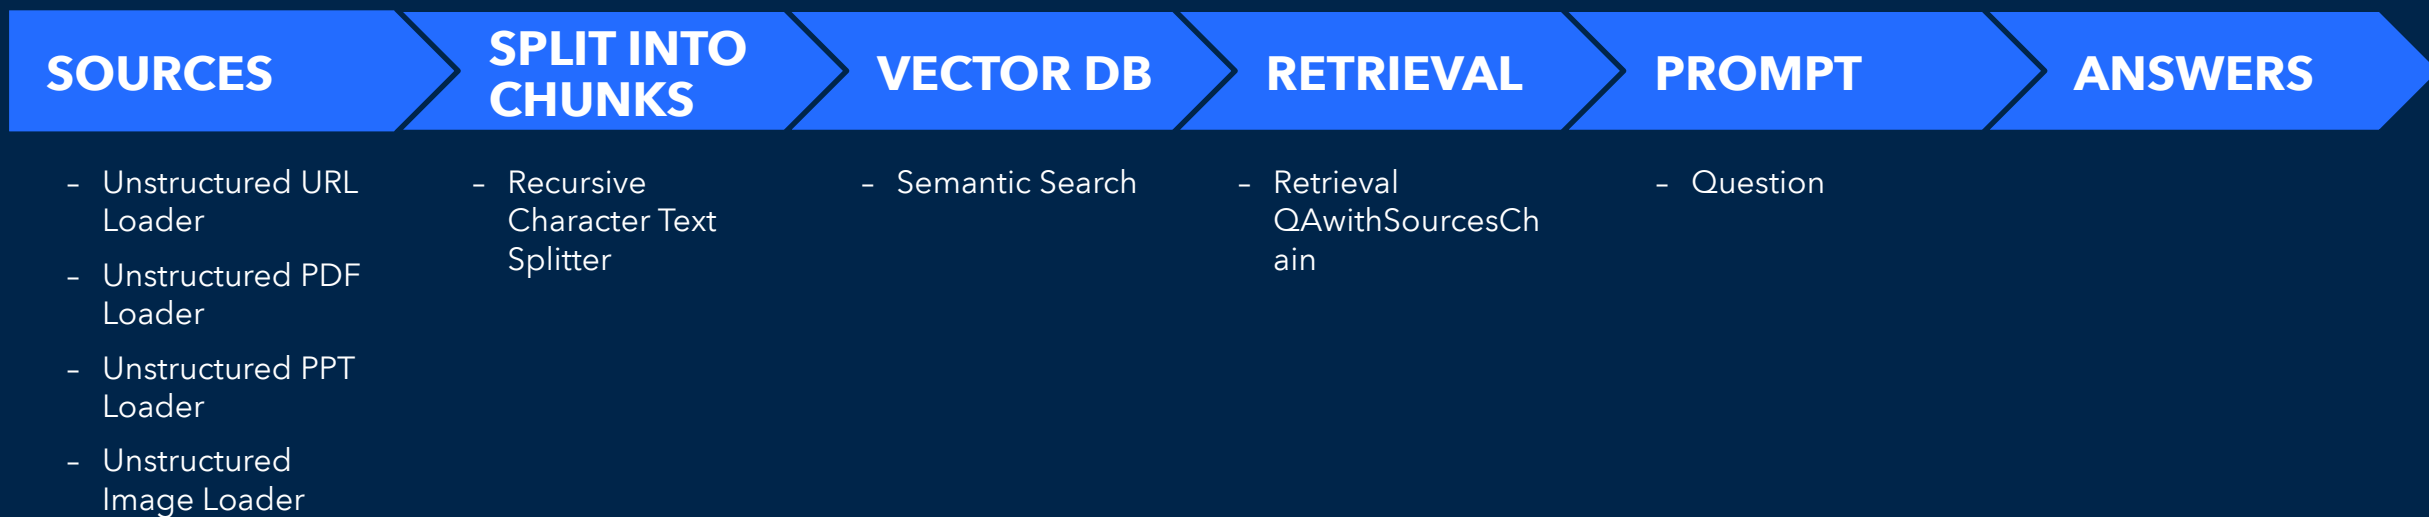 SOURCES
SPLIT INTO
CHUNKS
VECTOR DB
RETRIEVAL
PROMPT
ANSWERS
– Unstructured URL
Loader
– Unstructured PDF
Loader
– Unstructured PPT
Loader
– Unstructured
Image Loader
– Recursive
Character Text
Splitter
– Semantic Search
– Retrieval
QAwithSourcesCh
ain
– Question